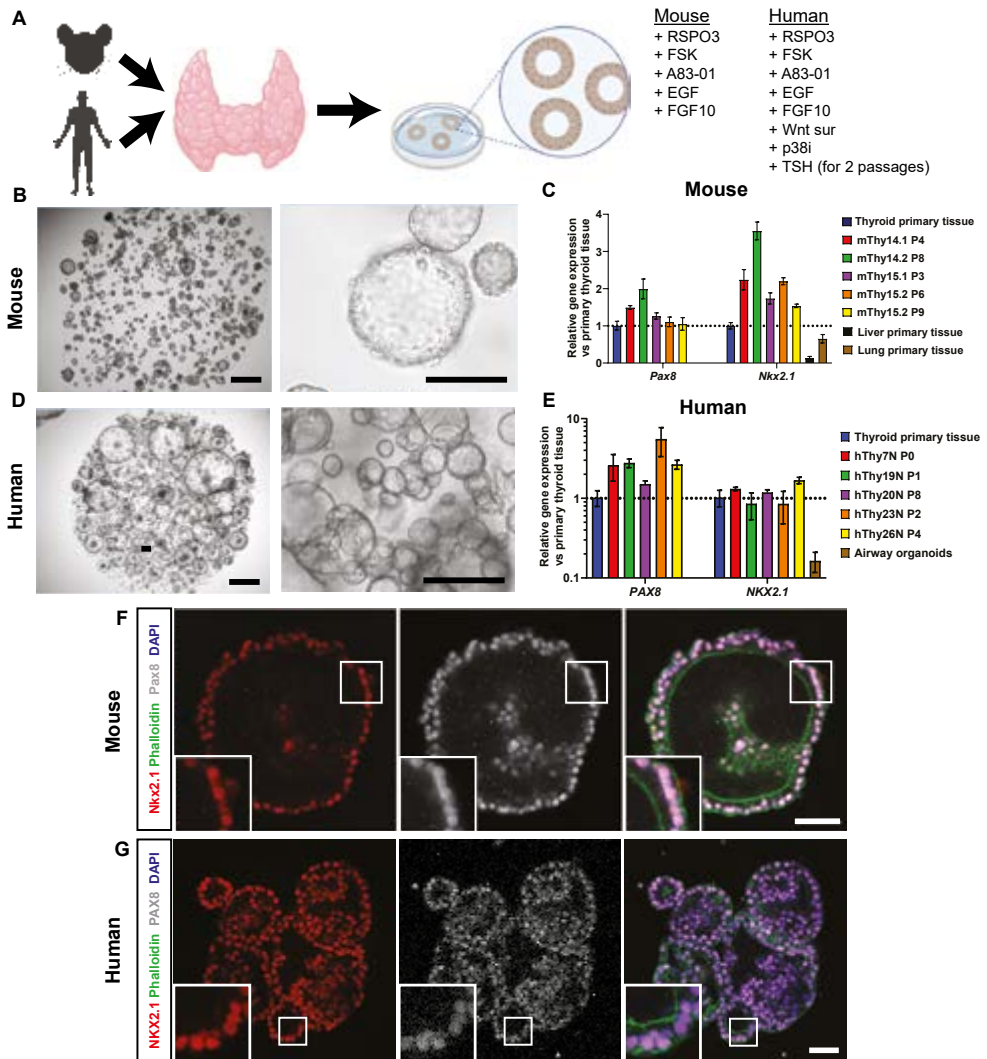 A
Mouse
+ RSPO3
+ FSK
+ A83-01
+ EGF
+ FGF10
Human
+ RSPO3
+ FSK
+ A83-01
+ EGF
+ FGF10
+ Wnt sur
+ p38i
+ TSH (for 2 passages)
B
Mouse
C
Mouse
Relative gene expression
vs primary thyroid tissue
4
3
2
1
0
Pax8
Nkx2.1
Thyroid primary tissue
mThy14.1 P4
mThy14.2 P8
mThy15.1 P3
mThy15.2 P6
mThy15.2 P9
Liver primary tissue
Lung primary tissue
D
Human
E
Human
Relative gene expression
vs primary thyroid tissue
10
1
0.1
PAX8
NKX2.1
Thyroid primary tissue
hThy7N P0
hThy19N P1
hThy20N P8
hThy23N P2
hThy26N P4
Airway organoids
F
Mouse
Nkx2.1 Phalloidin Pax8 DAPI
G
Human
NKX2.1 Phalloidin PAX8 DAPI